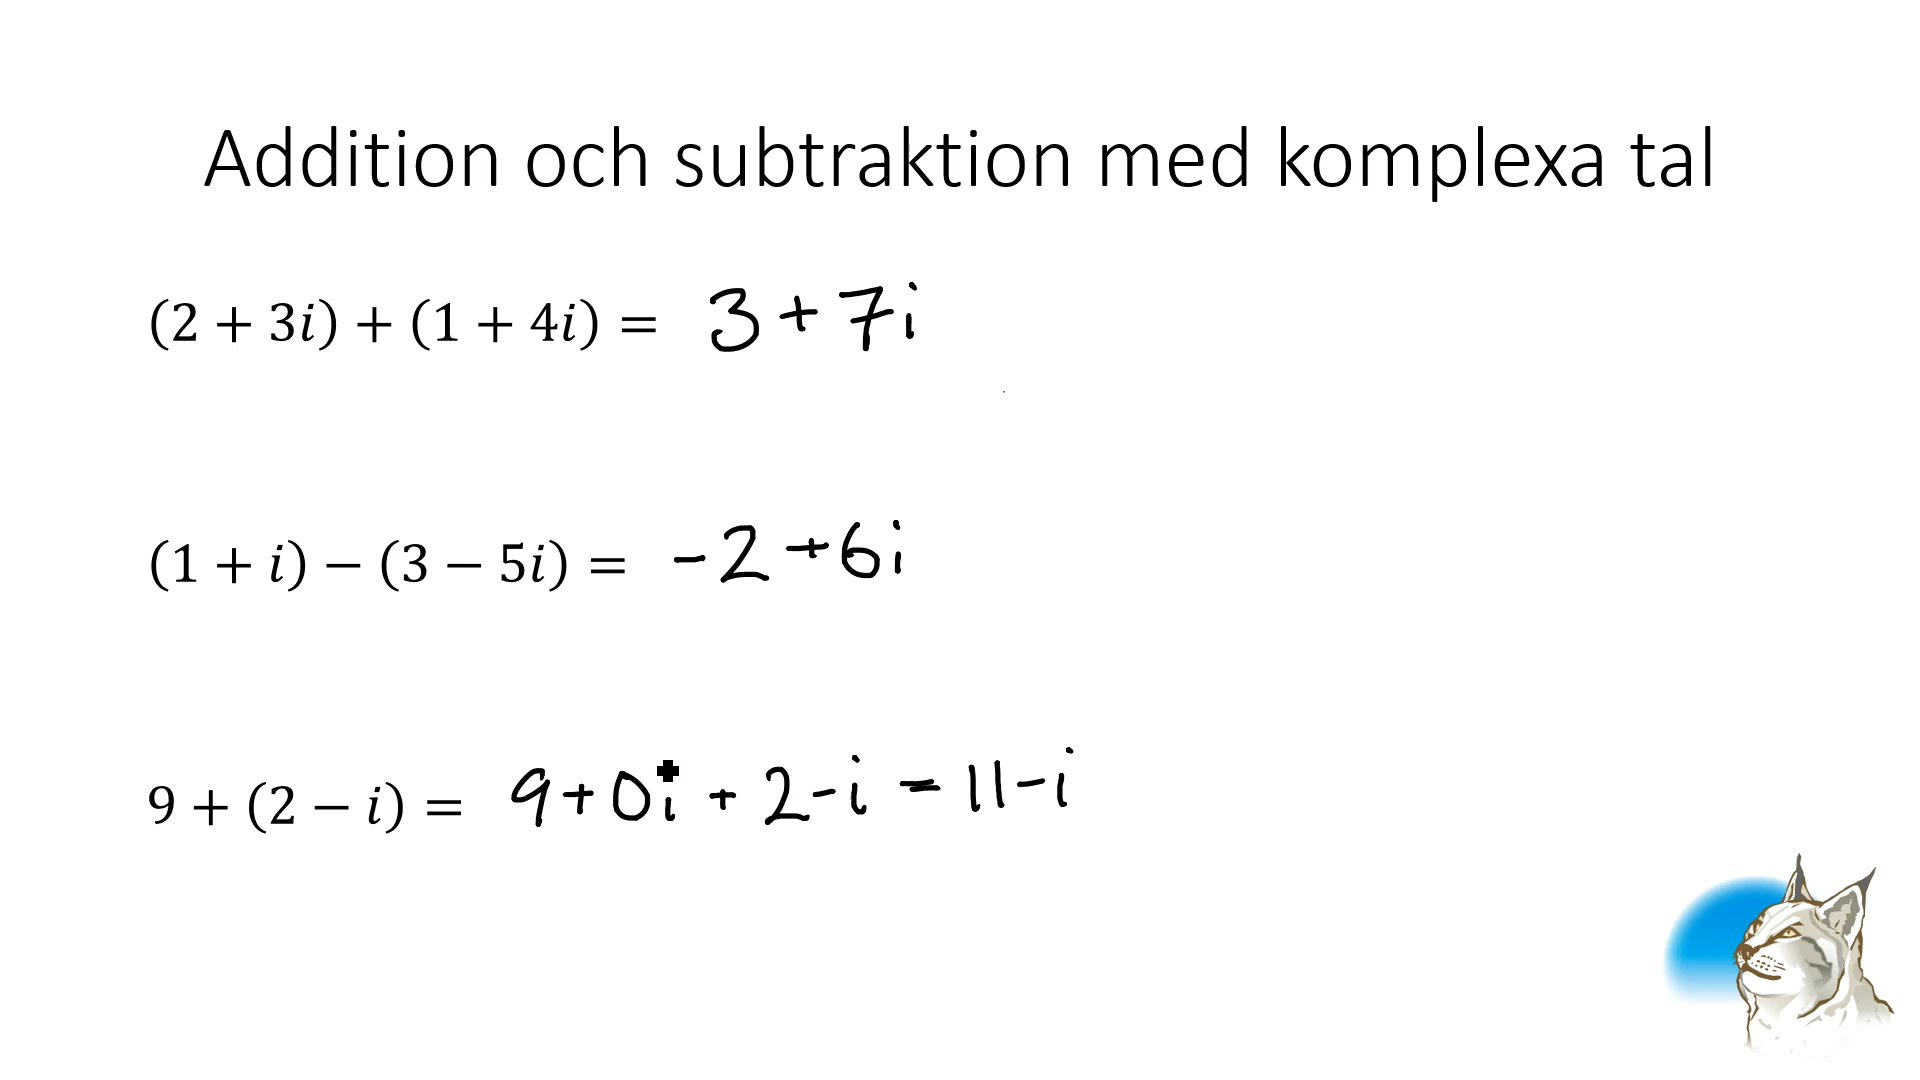 Addition och subtraktion med komplexa tal
(2 + 3i) + (1 + 4i) = 3 + 7i
(1 + i) − (3 − 5i) = -2 + 6i
9 + (2 − i) = 9 + 0i + 2 - i = 11 - i